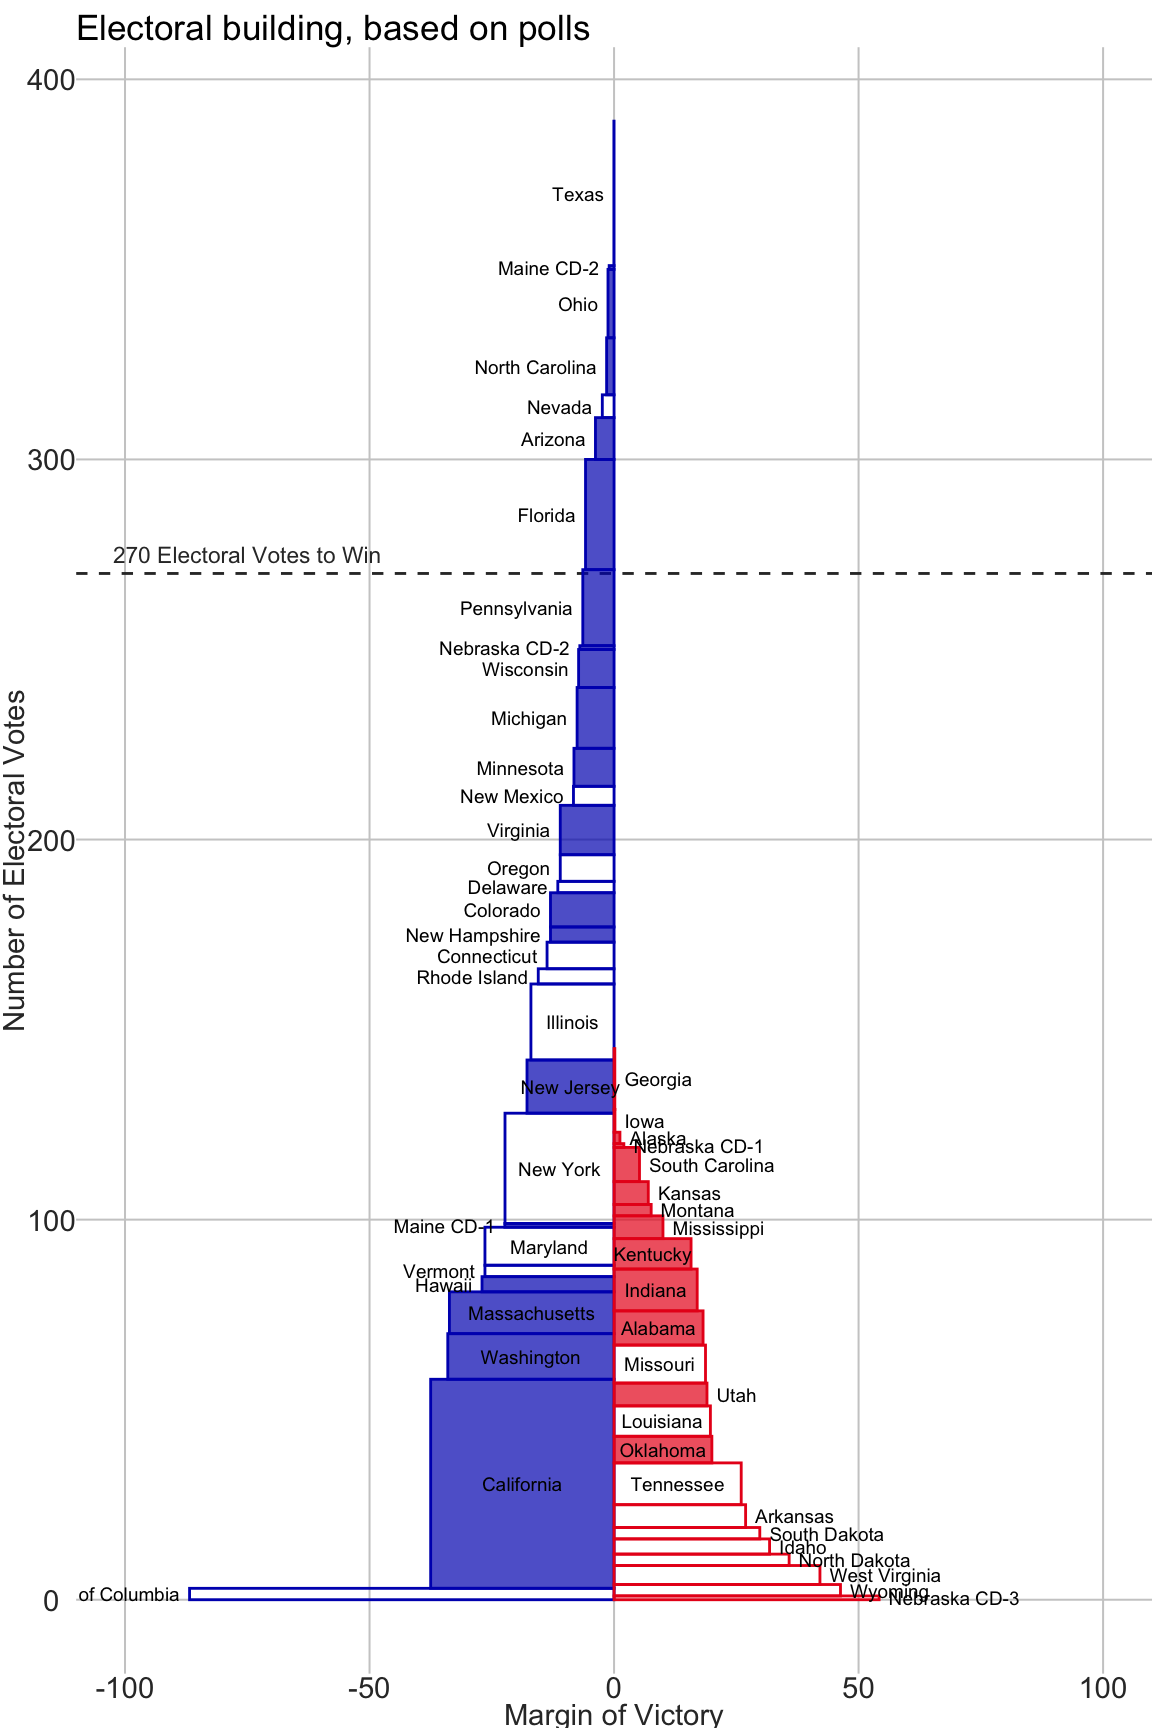 Electoral building, based on polls
400
Texas
Maine CD-2
Ohio
North Carolina
Nevada
Arizona
300
Florida
270 Electoral Votes to Win
Pennsylvania
Nebraska CD-2
Wisconsin
Michigan
Minnesota
New Mexico
Virginia
200
Oregon
Delaware
Colorado
New Hampshire
Connecticut
Rhode Island
Illinois
New Jersey
New York
Maine CD-1
Maryland
Vermont
Hawaii
Massachusetts
Washington
California
of Columbia
Georgia
Iowa
Alaska
Nebraska CD-1
South Carolina
Kansas
Montana
100
Mississippi
Kentucky
Indiana
Alabama
Missouri
Utah
Louisiana
Oklahoma
Tennessee
Arkansas
South Dakota
Idaho
North Dakota
West Virginia
Wyoming
Nebraska CD-3
0
Number of Electoral Votes
-100 -50 0 50 100
Margin of Victory